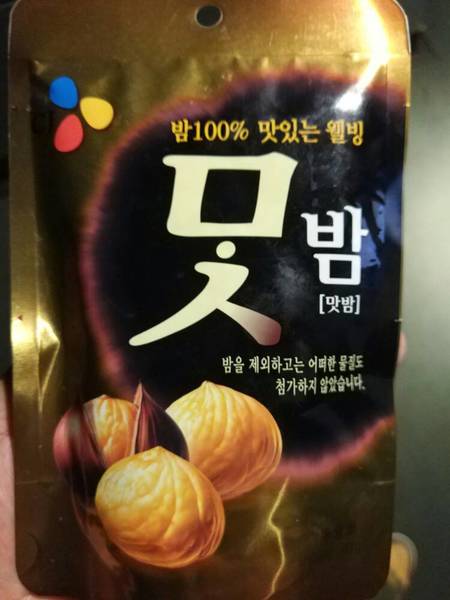 밤100% 맛있는 웰빙
맛
밤
[맛밤]
밤을 제외하고는 어떠한 물질도
첨가하지 않았습니다.